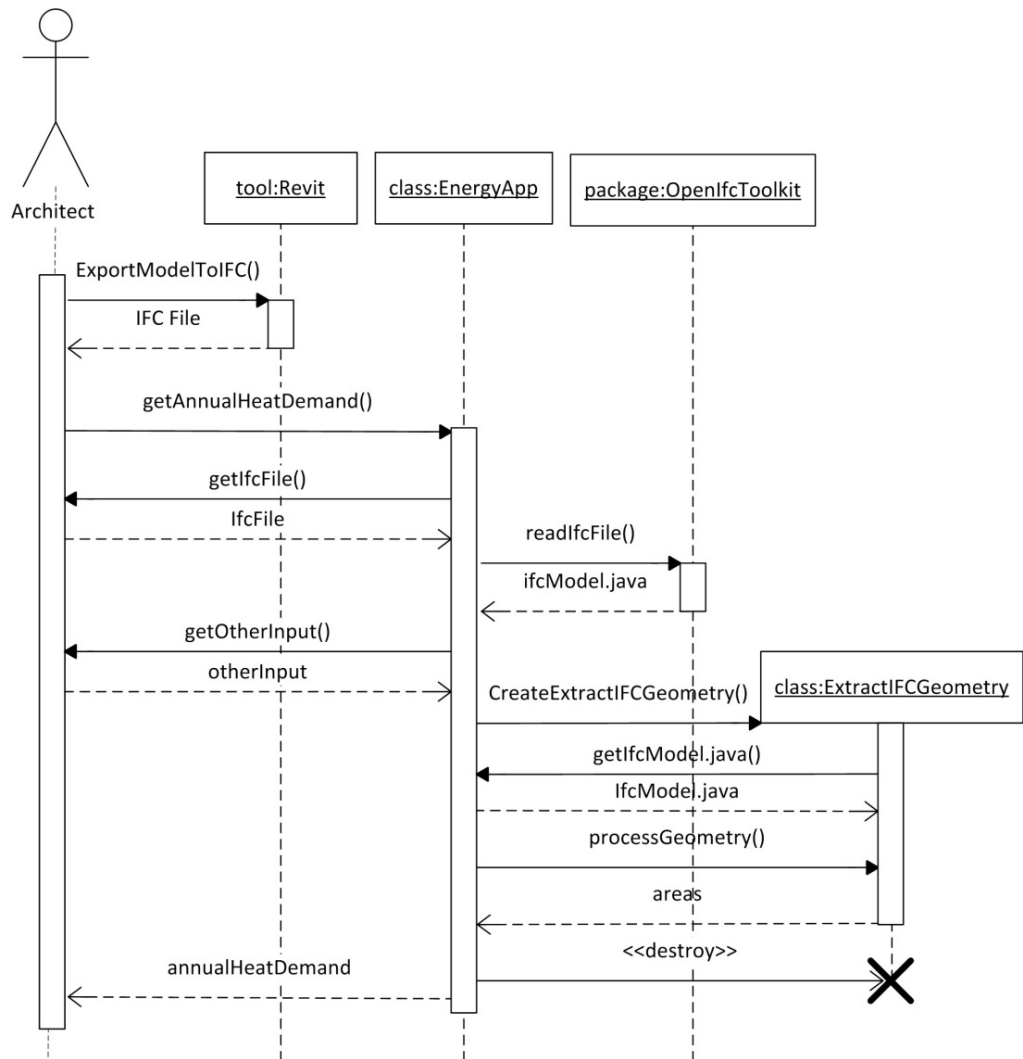 Architect
tool:Revit
class:EnergyApp
package:OpenIfcToolkit
ExportModelToIFC()
IFC File
getAnnualHeatDemand()
getIfcFile()
IfcFile
readIfcFile()
ifcModel.java
getOtherInput()
otherInput
CreateExtractIFCGeometry()
class:ExtractIFCGeometry
getIfcModel.java()
IfcModel.java
processGeometry()
areas
<<destroy>>
annualHeatDemand